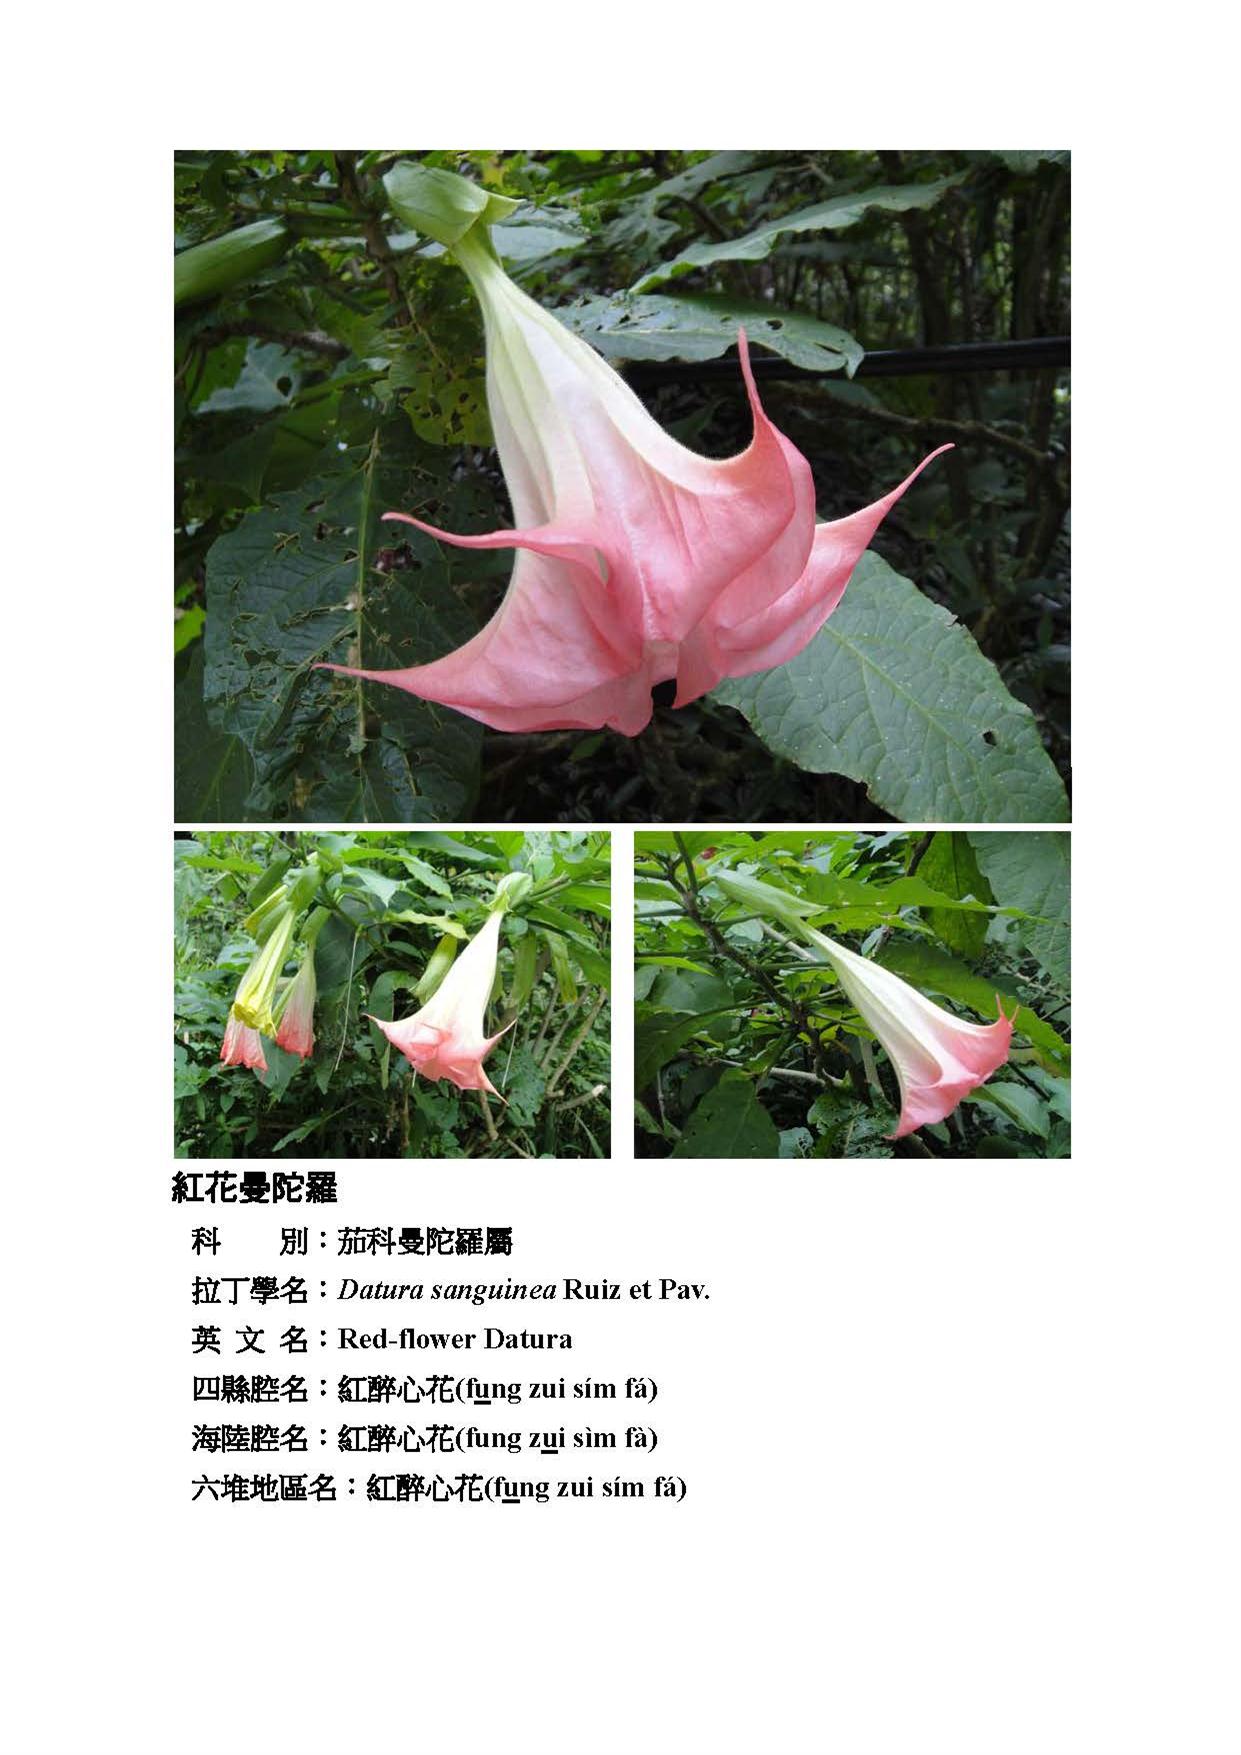 紅花曼陀羅
科　　別：茄科曼陀羅屬
拉丁學名：Datura sanguinea Ruiz et Pav.
英 文 名：Red-flower Datura
四縣腔名：紅醉心花(fung zui sím fá)
海陸腔名：紅醉心花(fung zui sìm fà)
六堆地區名：紅醉心花(fung zui sím fá)